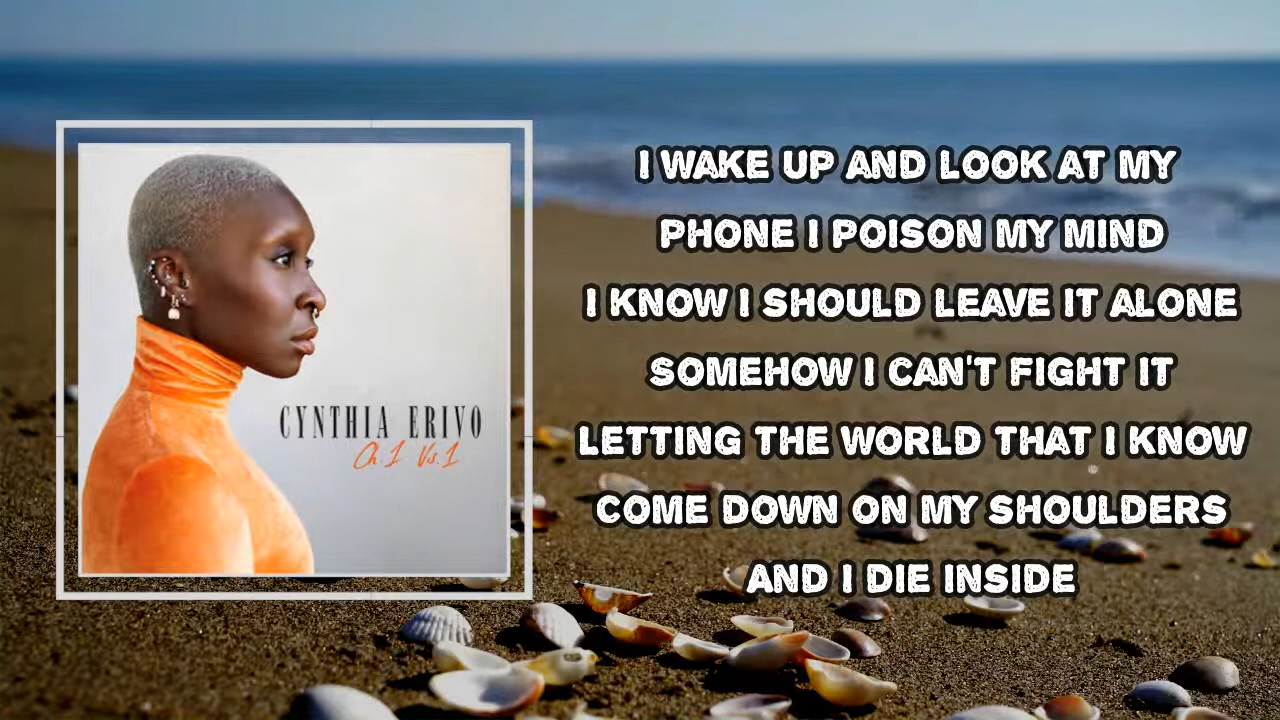 CYNTHIA ERIVO
Ch.1 Vs.1
I WAKE UP AND LOOK AT MY
PHONE I POISON MY MIND
I KNOW I SHOULD LEAVE IT ALONE
SOMEHOW I CAN'T FIGHT IT
LETTING THE WORLD THAT I KNOW
COME DOWN ON MY SHOULDERS
AND I DIE INSIDE